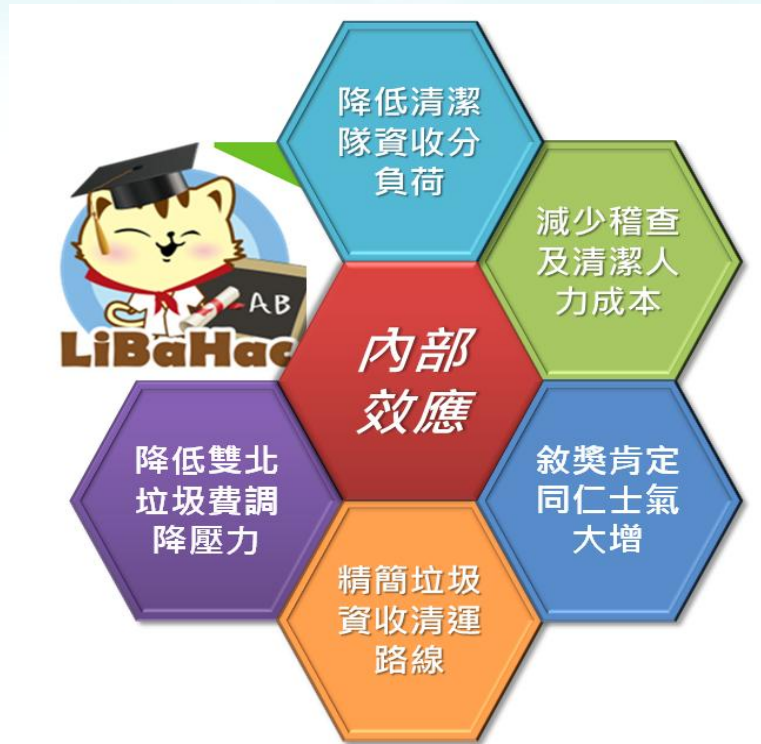 降低清潔
隊資收分
負荷
減少稽查
及清潔人
力成本
AB
LiBaHac
內部
效應
降低雙北
垃圾費調
降壓力
敘獎肯定
同仁士氣
大增
精簡垃圾
資收清運
路線